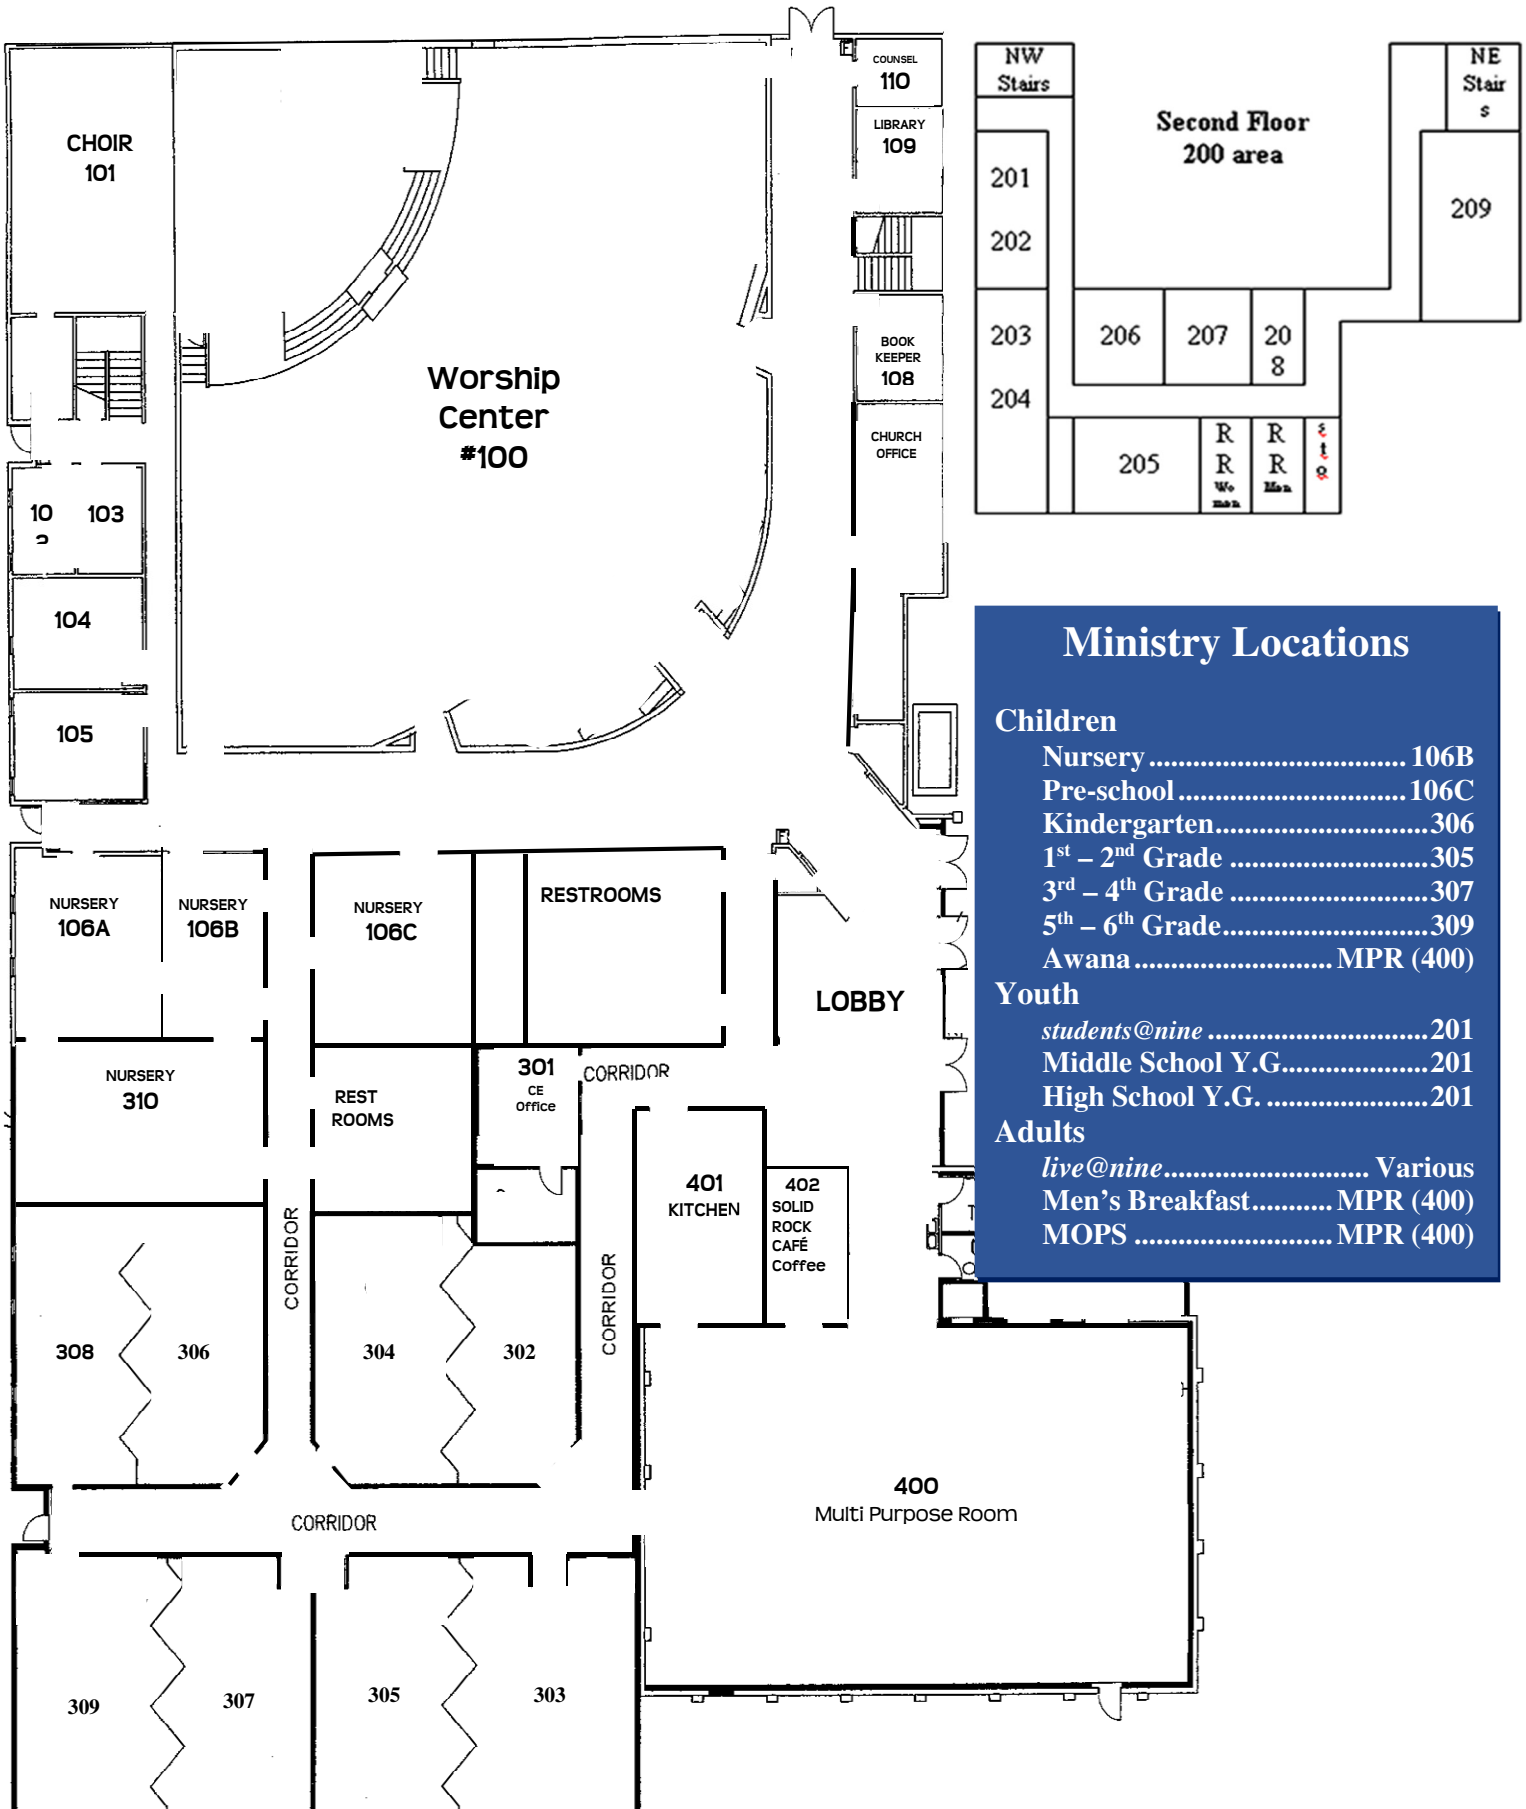 COUNSEL
110
LIBRARY
109
CHOIR
101
BOOK
KEEPER
108
Worship
Center
#100
CHURCH
OFFICE
10
103
104
105
NW
Stairs
NE
Stair
s
Second Floor
200 area
201
202
209
203
204
206
207
20
8
205
R
R
Wo
men
R
R
Men
s
t
o
NURSERY
106A
NURSERY
106B
NURSERY
106C
RESTROOMS
LOBBY
NURSERY
310
REST
ROOMS
301
CE
Office
CORRIDOR
401
KITCHEN
402
SOLID
ROCK
CAFÉ
Coffee
CORRIDOR
CORRIDOR
308
306
304
302
400
Multi Purpose Room
CORRIDOR
309
307
305
303
Ministry Locations
Children
Nursery ............................................ 106B
Pre-school ....................................... 106C
Kindergarten..................................... 306
1st – 2nd Grade .................................. 305
3rd – 4th Grade .................................. 307
5th – 6th Grade.................................... 309
Awana .................................. MPR (400)
Youth
students@nine ...................................... 201
Middle School Y.G......................... 201
High School Y.G. ............................ 201
Adults
live@nine................................... Various
Men’s Breakfast.............. MPR (400)
MOPS .................................. MPR (400)